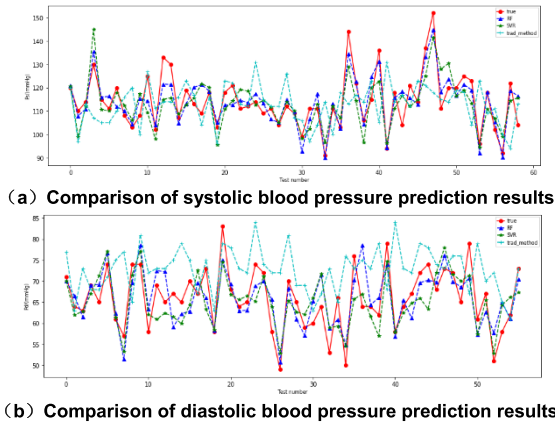 true
RF
SVR
trad_method
150
140
130
120
110
100
90
0
10
20
30
40
50
60
Test number
（a）Comparison of systolic blood pressure prediction results
true
RF
SVR
trad_method
85
80
75
70
65
60
55
50
0
10
20
30
40
50
Test number
（b）Comparison of diastolic blood pressure prediction results